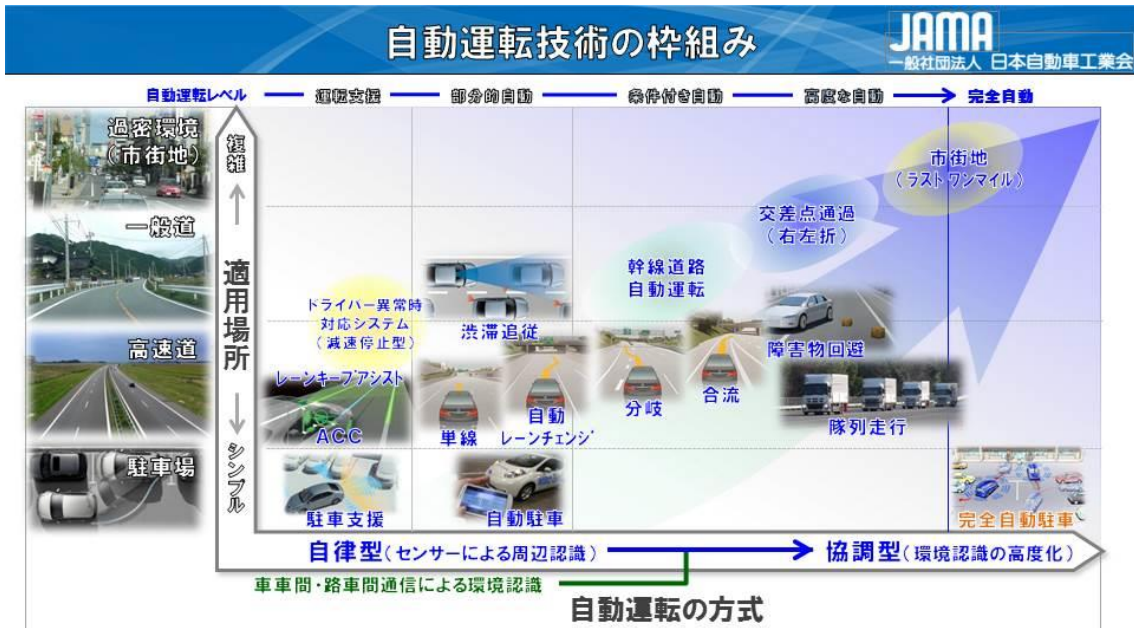 自動運転技術の枠組み
JAMA
一般社団法人 日本自動車工業会
自動運転レベル
運転支援
部分的自動
条件付き自動
高度な自動
完全自動
過密環境
(市街地)
一般道
高速道
駐車場
複雑
適用場所
シンプル
市街地
(ラストワンマイル)
交差点通過
(右左折)
幹線道路
自動運転
ドライバー異常時
対応システム
(減速停止型)
渋滞追従
障害物回避
レーンキープアシスト
ACC
単線
自動
レーンチェンジ
分岐
合流
隊列走行
駐車支援
自動駐車
完全自動駐車
自律型(センサーによる周辺認識)
協調型(環境認識の高度化)
車車間・路車間通信による環境認識
自動運転の方式